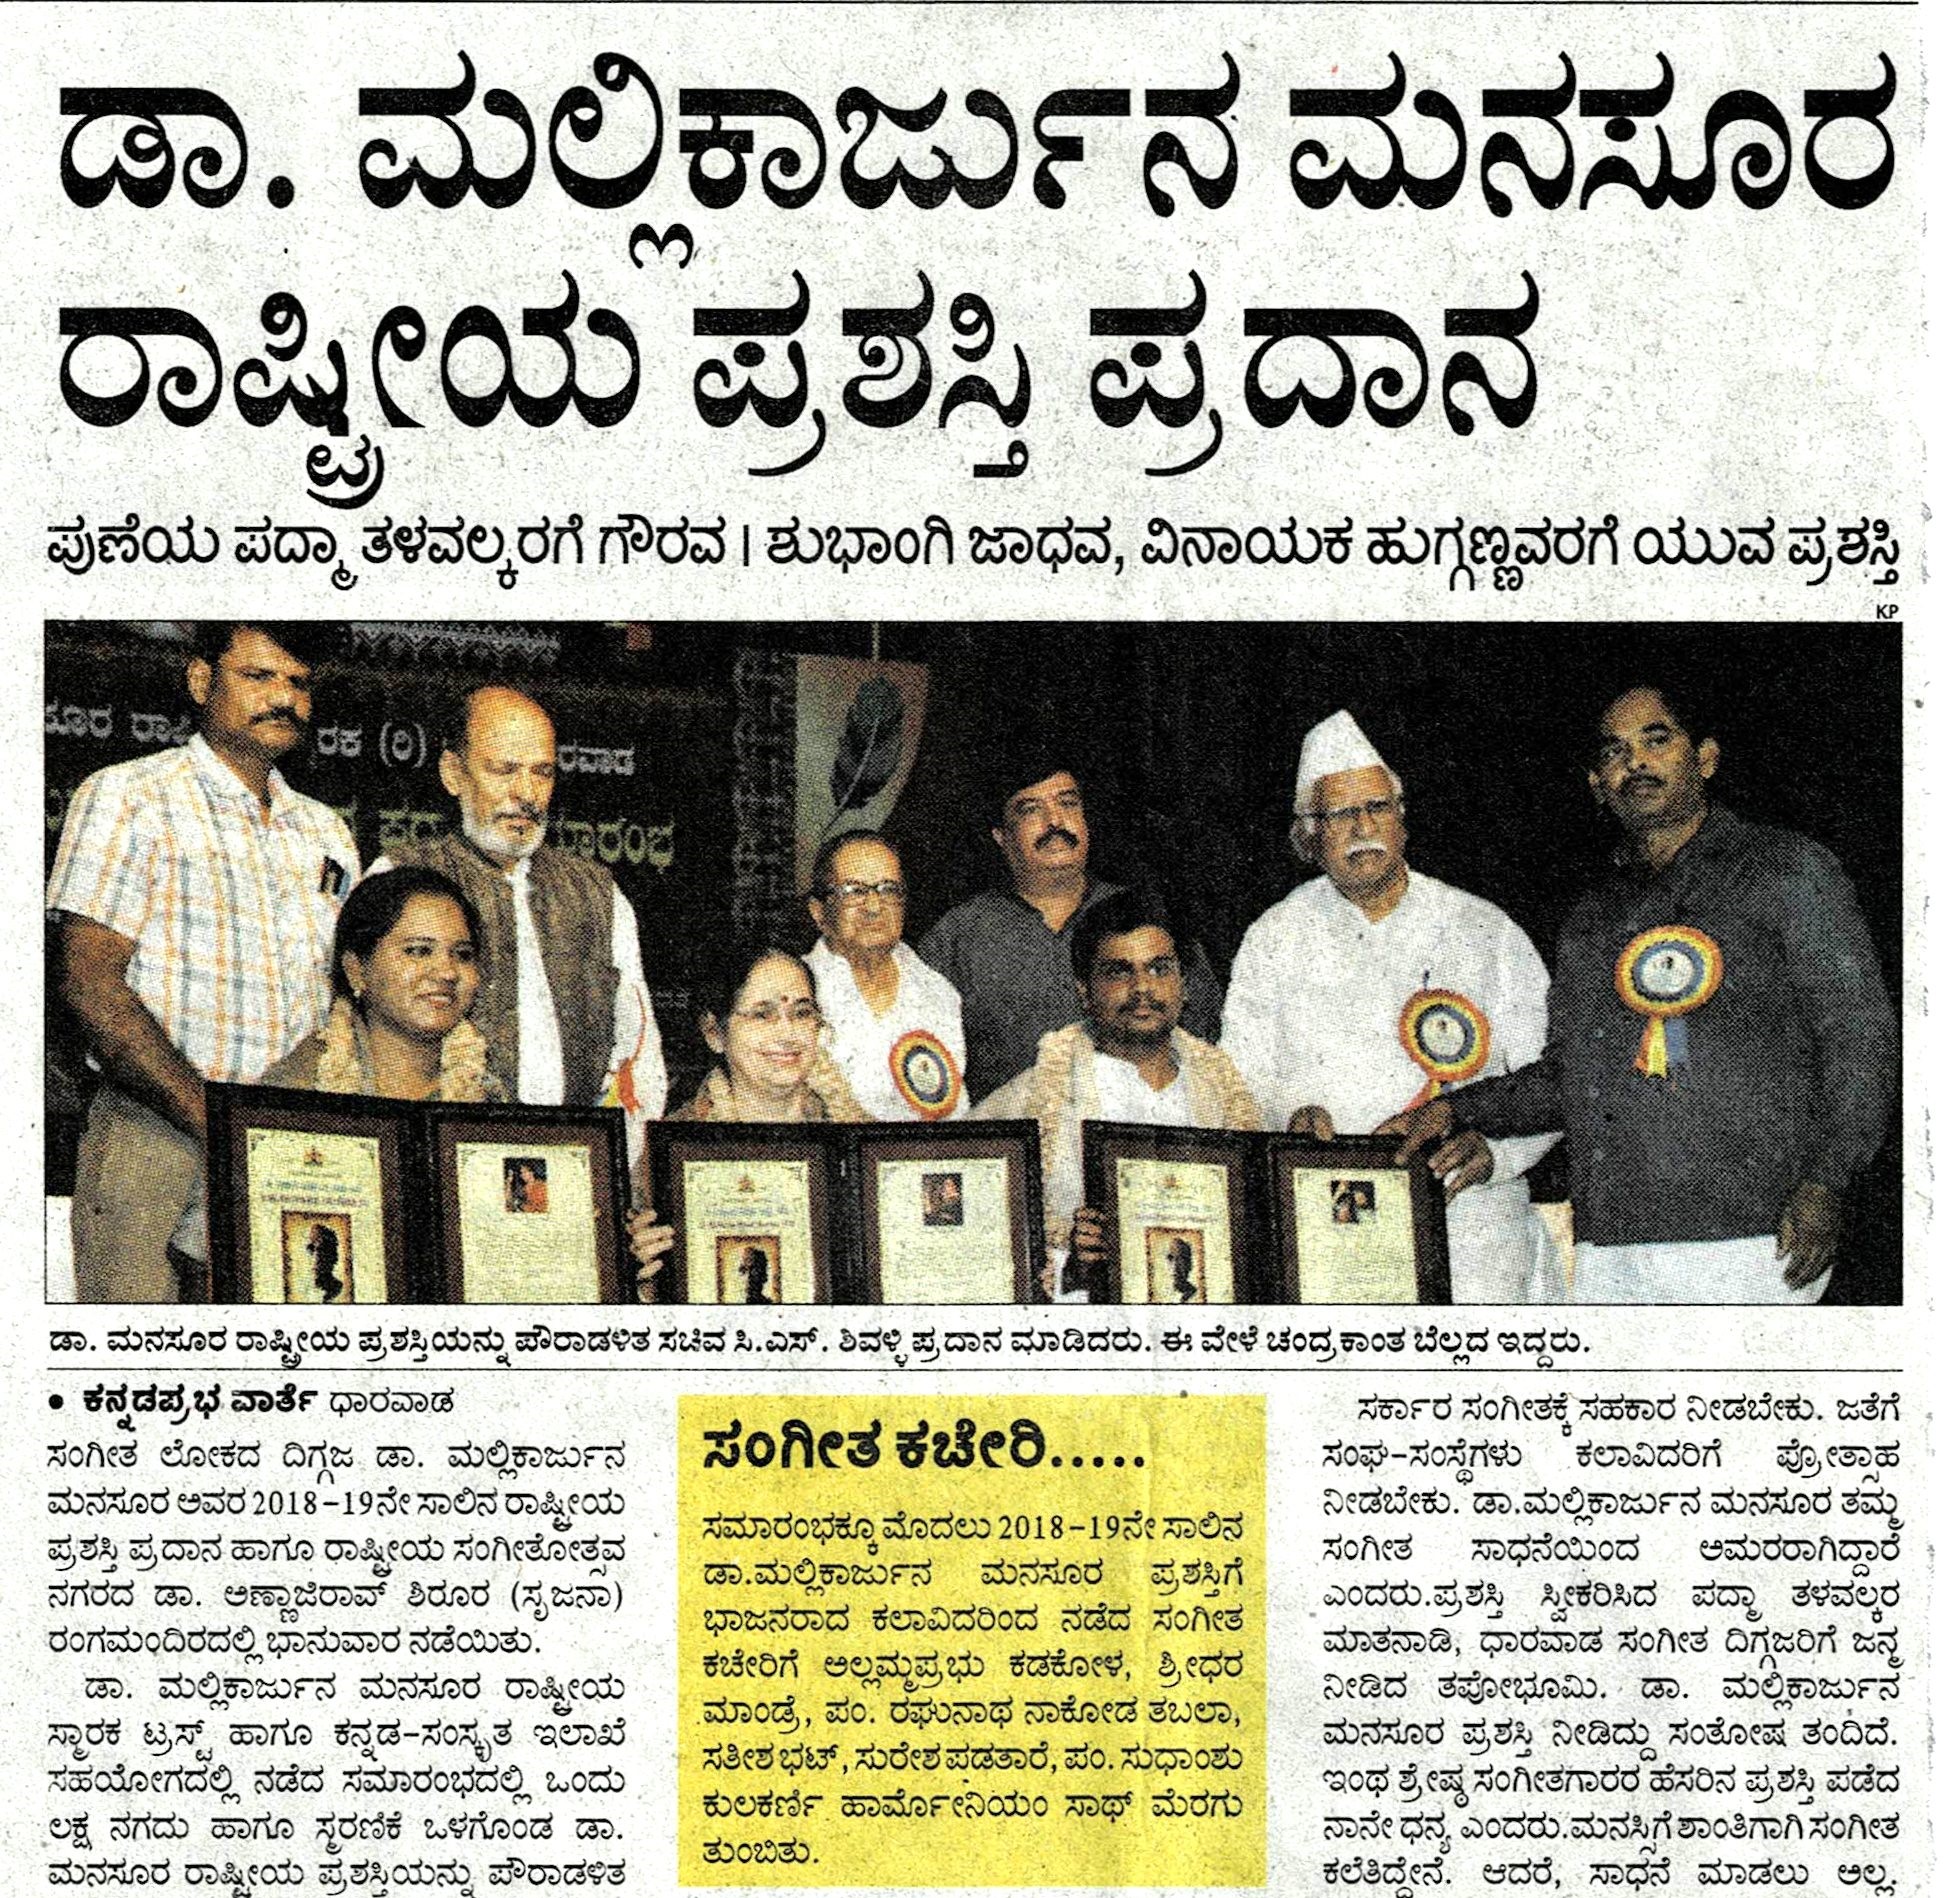 ಡಾ. ಮಲ್ಲಿಕಾರ್ಜುನ ಮನಸೂರ
ರಾಷ್ಟ್ರೀಯ ಪ್ರಶಸ್ತಿ ಪ್ರದಾನ
ಪುಣೆಯ ಪದ್ಮಾ ತಳವಲ್ಕರಗೆ ಗೌರವ | ಶುಭಾಂಗಿ ಜಾಧವ, ವಿನಾಯಕ ಹುಗ್ಗಣ್ಣವರಗೆ ಯುವ ಪ್ರಶಸ್ತಿ
KP
ಡಾ. ಮನಸೂರ ರಾಷ್ಟ್ರೀಯ ಪ್ರಶಸ್ತಿಯನ್ನು ಪೌರಾಡಳಿತ ಸಚಿವ ಸಿ.ಎಸ್. ಶಿವಳ್ಳಿ ಪ್ರದಾನ ಮಾಡಿದರು. ಈ ವೇಳೆ ಚಂದ್ರಕಾಂತ ಬೆಲ್ಲದ ಇದ್ದರು.
• ಕನ್ನಡಪ್ರಭ ವಾರ್ತೆ ಧಾರವಾಡ
ಸಂಗೀತ ಲೋಕದ ದಿಗ್ಗಜ ಡಾ. ಮಲ್ಲಿಕಾರ್ಜುನ
ಮನಸೂರ ಅವರ 2018-19ನೇ ಸಾಲಿನ ರಾಷ್ಟ್ರೀಯ
ಪ್ರಶಸ್ತಿ ಪ್ರದಾನ ಹಾಗೂ ರಾಷ್ಟ್ರೀಯ ಸಂಗೀತೋತ್ಸವ
ನಗರದ ಡಾ. ಅಣ್ಣಾಜಿರಾವ್ ಶಿರೂರ (ಸೃಜನಾ)
ರಂಗಮಂದಿರದಲ್ಲಿ ಭಾನುವಾರ ನಡೆಯಿತು.
ಡಾ. ಮಲ್ಲಿಕಾರ್ಜುನ ಮನಸೂರ ರಾಷ್ಟ್ರೀಯ
ಸ್ಮಾರಕ ಟ್ರಸ್ಟ್ ಹಾಗೂ ಕನ್ನಡ-ಸಂಸ್ಕೃತ ಇಲಾಖೆ
ಸಹಯೋಗದಲ್ಲಿ ನಡೆದ ಸಮಾರಂಭದಲ್ಲಿ ಒಂದು
ಲಕ್ಷ ನಗದು ಹಾಗೂ ಸ್ಮರಣಿಕೆ ಒಳಗೊಂಡ ಡಾ.
ಮನಸೂರ ರಾಷ್ಟ್ರೀಯ ಪ್ರಶಸ್ತಿಯನ್ನು ಪೌರಾಡಳಿತ
ಸಂಗೀತ ಕಚೇರಿ.....
ಸಮಾರಂಭಕ್ಕೂ ಮೊದಲು 2018-19ನೇ ಸಾಲಿನ
ಡಾ.ಮಲ್ಲಿಕಾರ್ಜುನ ಮನಸೂರ ಪ್ರಶಸ್ತಿಗೆ
ಭಾಜನರಾದ ಕಲಾವಿದರಿಂದ ನಡೆದ ಸಂಗೀತ
ಕಚೇರಿಗೆ ಅಲ್ಲಮ್ಮಪ್ರಭು ಕಡಕೋಳ, ಶ್ರೀಧರ
ಮಾಂಡ್ರೆ, ಪಂ. ರಘುನಾಥ ನಾಕೋಡ ತಬಲಾ,
ಸತೀಶ ಭಟ್, ಸುರೇಶ ಪಡತಾರೆ, ಪಂ. ಸುಧಾಂಶು
ಕುಲಕರ್ಣಿ ಹಾರ್ಮೋನಿಯಂ ಸಾಥ್ ಮೆರಗು
ತುಂಬಿತು.
ಸರ್ಕಾರ ಸಂಗೀತಕ್ಕೆ ಸಹಕಾರ ನೀಡಬೇಕು. ಜತೆಗೆ
ಸಂಘ-ಸಂಸ್ಥೆಗಳು ಕಲಾವಿದರಿಗೆ ಪ್ರೋತ್ಸಾಹ
ನೀಡಬೇಕು. ಡಾ.ಮಲ್ಲಿಕಾರ್ಜುನ ಮನಸೂರ ತಮ್ಮ
ಸಂಗೀತ ಸಾಧನೆಯಿಂದ ಅಮರರಾಗಿದ್ದಾರೆ
ಎಂದರು.ಪ್ರಶಸ್ತಿ ಸ್ವೀಕರಿಸಿದ ಪದ್ಮಾ ತಳವಲ್ಕರ
ಮಾತನಾಡಿ, ಧಾರವಾಡ ಸಂಗೀತ ದಿಗ್ಗಜರಿಗೆ ಜನ್ಮ
ನೀಡಿದ ತಪೋಭೂಮಿ. ಡಾ. ಮಲ್ಲಿಕಾರ್ಜುನ
ಮನಸೂರ ಪ್ರಶಸ್ತಿ ನೀಡಿದ್ದು ಸಂತೋಷ ತಂದಿದೆ.
ಇಂಥ ಶ್ರೇಷ್ಠ ಸಂಗೀತಗಾರರ ಹೆಸರಿನ ಪ್ರಶಸ್ತಿ ಪಡೆದ
ನಾನೇ ಧನ್ಯ ಎಂದರು.ಮನಸ್ಸಿಗೆ ಶಾಂತಿಗಾಗಿ ಸಂಗೀತ
ಕಲೆತಿದ್ದೇನೆ. ಆದರೆ, ಸಾಧನೆ ಮಾಡಲು ಅಲ್ಲ.